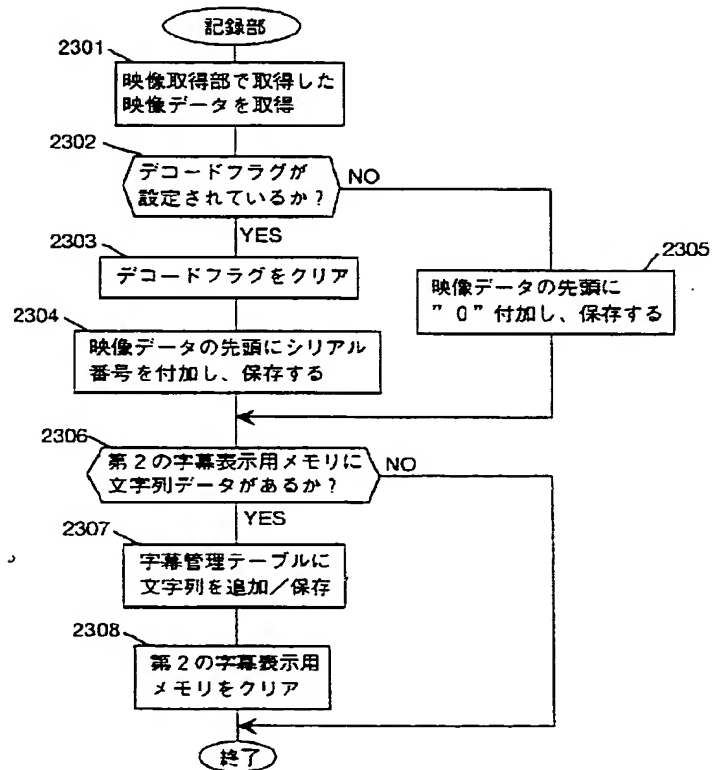 記録部
2301
映像取得部で取得した
映像データを取得
2302
デコードフラグが
設定されているか?
NO
YES
2303
デコードフラグをクリア
2305
映像データの先頭に
”0”付加し、保存する
2304
映像データの先頭にシリアル
番号を付加し、保存する
2306
第2の字幕表示用メモリに
文字列データがあるか?
NO
YES
2307
字幕管理テーブルに
文字列を追加/保存
2308
第2の字幕表示用
メモリをクリア
終了